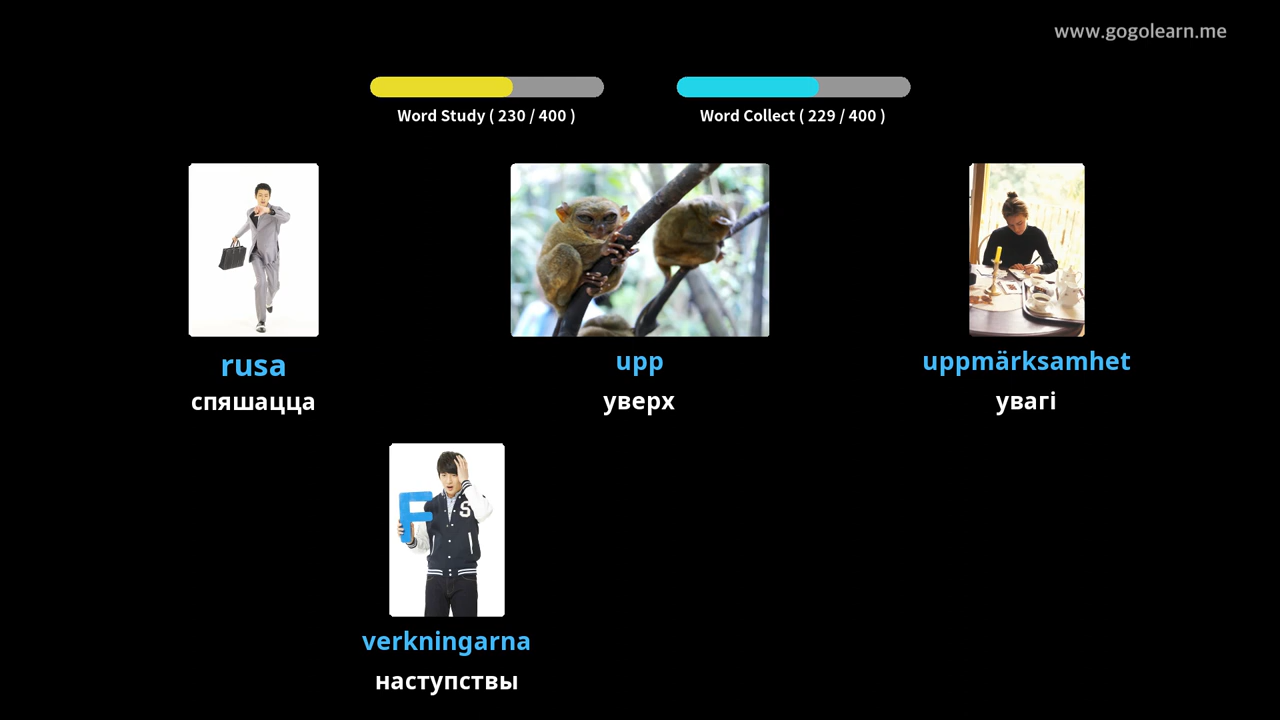 www.gogolearn.me
Word Study ( 230 / 400 )
Word Collect ( 229 / 400 )
rusa
спяшацца
upp
уверх
uppmärksamhet
увагі
F
S
verkningarna
наступствы